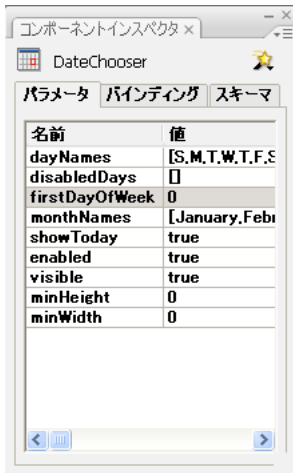 コンポーネントインスペクタ ×
DateChooser
パラメータ バインディング スキーマ
名前 値
dayNames [S,M,T,W,T,F,S
disabledDays []
firstDayOfWeek 0
monthNames [January,Febr
showToday true
enabled true
visible true
minHeight 0
minWidth 0